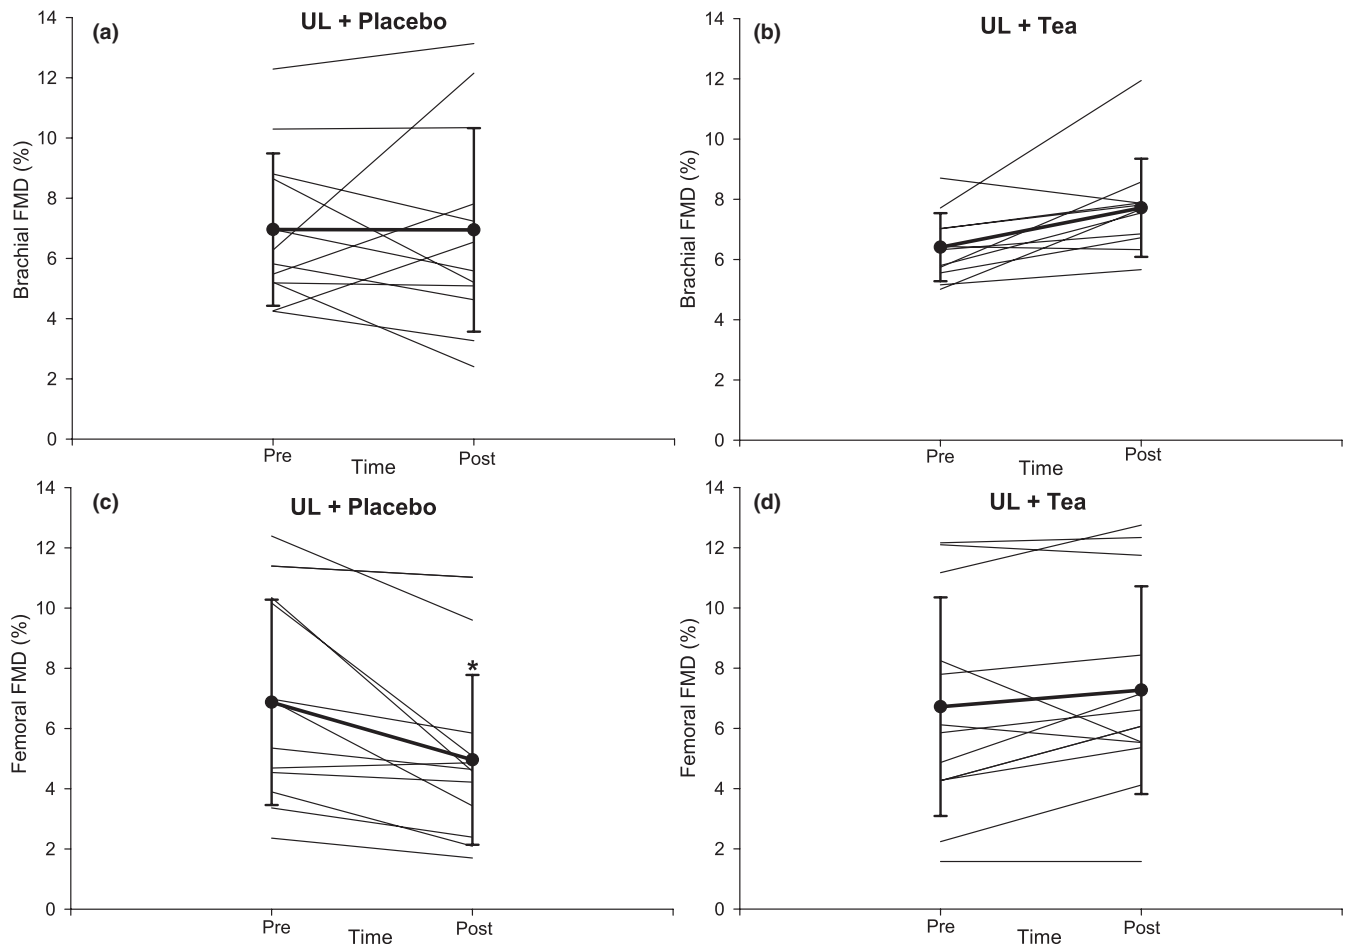 (a)
UL + Placebo
14
12
10
8
6
4
2
0
Brachial FMD (%)
Pre
Time
Post
(b)
UL + Tea
14
12
10
8
6
4
2
0
Brachial FMD (%)
Pre
Time
Post
(c)
UL + Placebo
14
12
10
8
6
4
2
0
Femoral FMD (%)
*
Pre
Time
Post
(d)
UL + Tea
14
12
10
8
6
4
2
0
Femoral FMD (%)
Pre
Time
Post